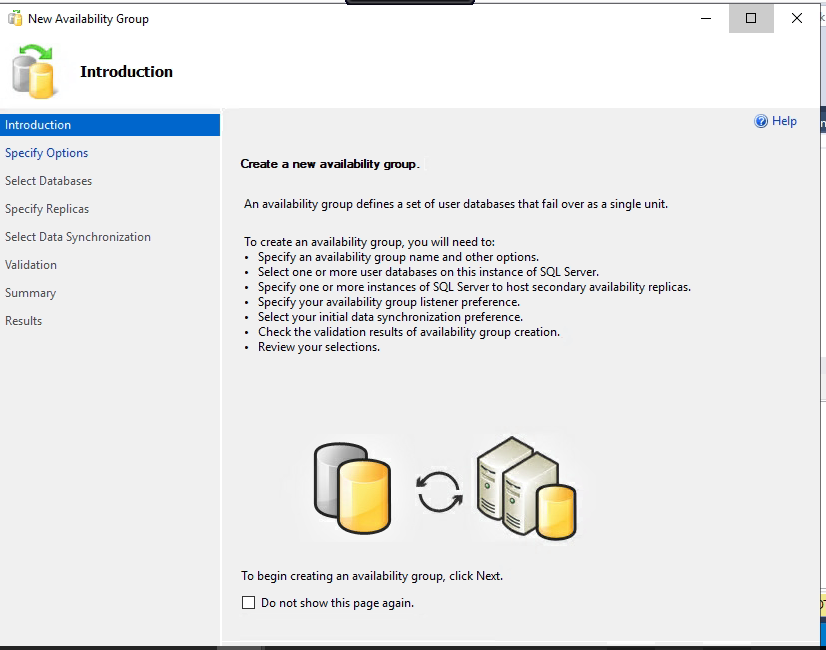 New Availability Group
Introduction
Introduction
Specify Options
Select Databases
Specify Replicas
Select Data Synchronization
Validation
Summary
Results
Help
Create a new availability group.
An availability group defines a set of user databases that fail over as a single unit.
To create an availability group, you will need to:
• Specify an availability group name and other options.
• Select one or more user databases on this instance of SQL Server.
• Specify one or more instances of SQL Server to host secondary availability replicas.
• Specify your availability group listener preference.
• Select your initial data synchronization preference.
• Check the validation results of availability group creation.
• Review your selections.
To begin creating an availability group, click Next.
Do not show this page again.